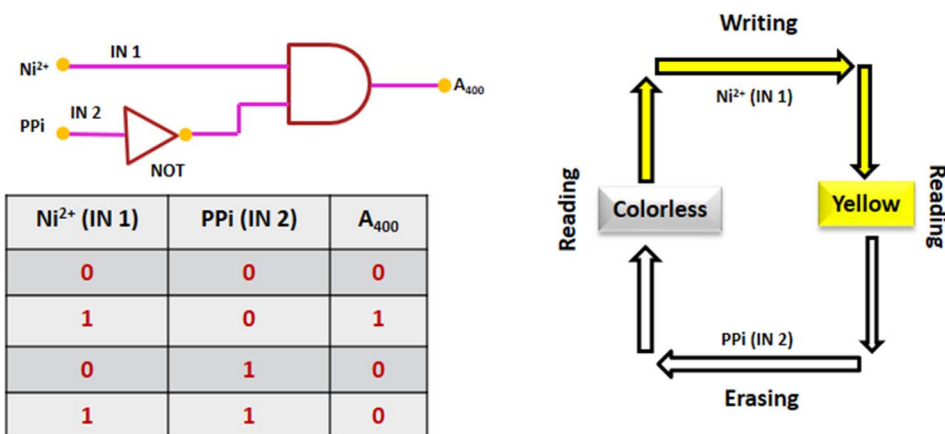 IN 1
Ni²⁺
A₄₀₀
IN 2
PPi
NOT
Ni²⁺ (IN 1) PPi (IN 2) A₄₀₀
0 0 0
1 0 1
0 1 0
1 1 0
Writing
Ni²⁺ (IN 1)
Reading
Colorless
Yellow
Reading
PPi (IN 2)
Erasing